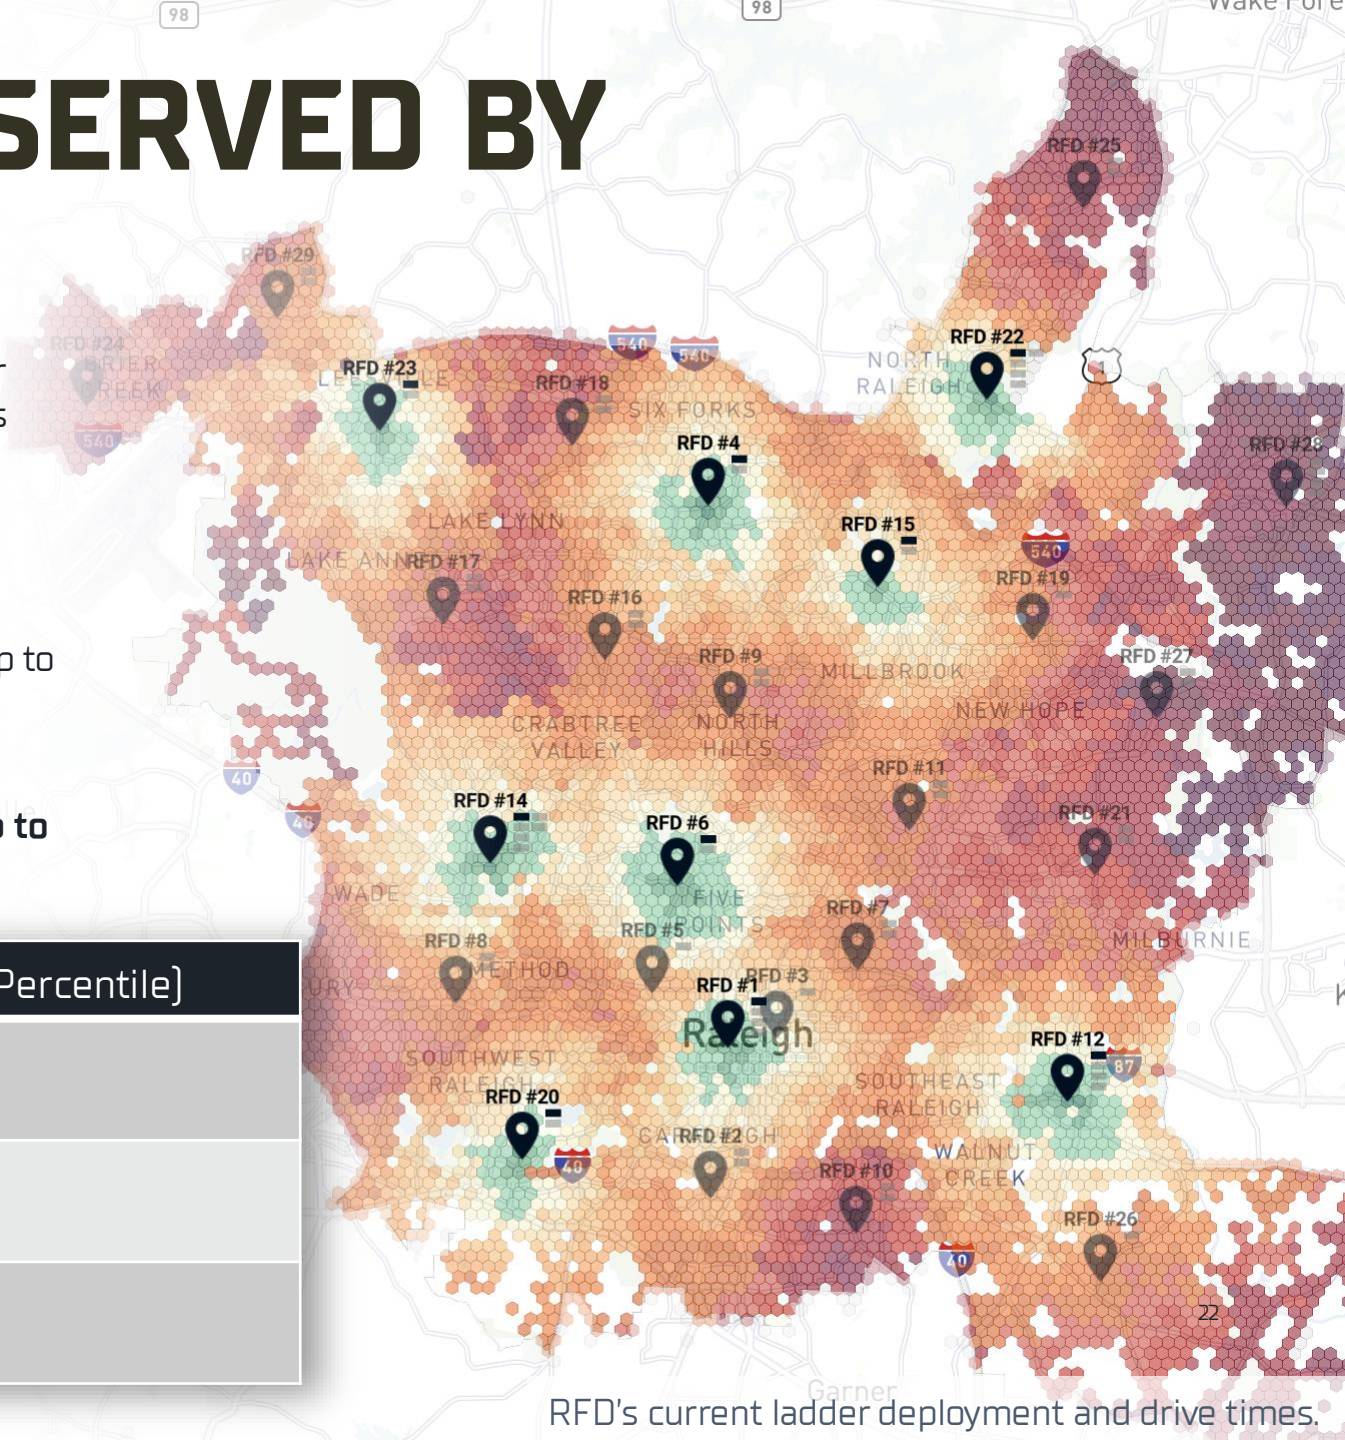 98
98
SERVED BY
RFD #25
RFD #29
540
540
RFD #22
RFD #24
BRIER
CREEK
RFD #23
RFD #18
SIX FORKS
NORTH
RALEIGH
1
540
RFD #4
RFD #28
LAKE LYNN
RFD #15
540
RFD #17
RFD #16
RFD #19
p to
RFD #9
MILLBROOK
RFD #27
CRABTREE
VALLEY
NORTH
HILLS
NEW HOPE
40
RFD #11
RFD #14
RFD #6
RFD #21
40
to
WADE
FIVE
POINTS
RFD #7
RFD #5
RFD #8
METHOD
MILBURNIE
Percentile)
RFD #1
RFD #3
Raleigh
RFD #12
87
SOUTHWEST
RALEIGH
SOUTHEAST
RALEIGH
RFD #20
40
RFD #2
WALNUT
CREEK
RFD #10
RFD #26
40
22
Garner
RFD's current ladder deployment and drive times.